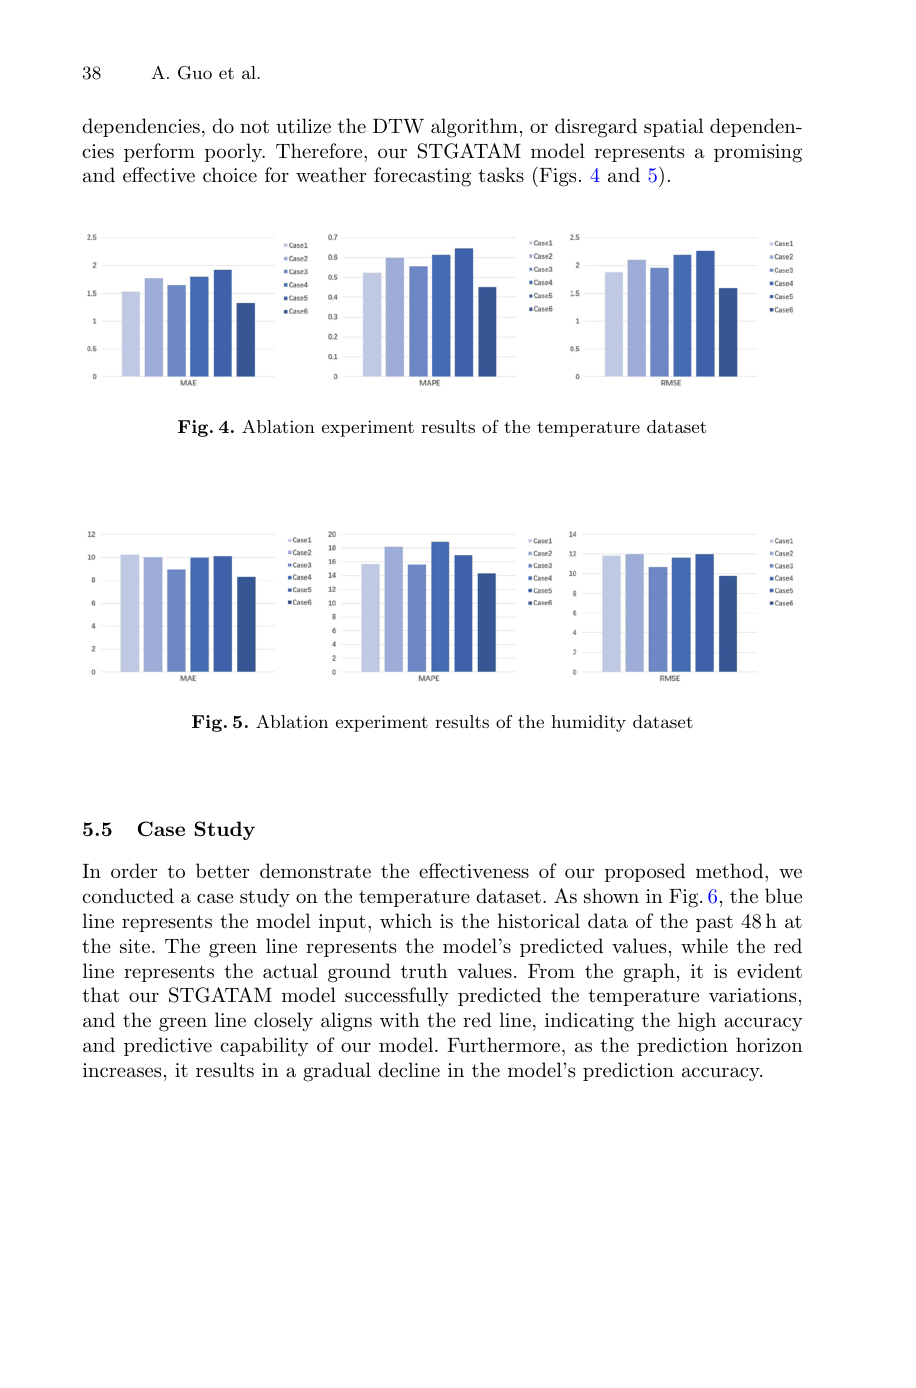 38 A. Guo et al.
dependencies, do not utilize the DTW algorithm, or disregard spatial dependen-
cies perform poorly. Therefore, our STGATAM model represents a promising
and effective choice for weather forecasting tasks (Figs. 4 and 5).
2.5
2
1.5
1
0.5
0
MAE
Case1
Case2
Case3
Case4
Case5
Case6
0.7
0.6
0.5
0.4
0.3
0.2
0.1
0
MAPE
Case1
Case2
Case3
Case4
Case5
Case6
2.5
2
1.5
1
0.5
0
RMSE
Case1
Case2
Case3
Case4
Case5
Case6
Fig. 4. Ablation experiment results of the temperature dataset
12
10
8
6
4
2
0
MAE
Case1
Case2
Case3
Case4
Case5
Case6
20
18
16
14
12
10
8
6
4
2
0
MAPE
Case1
Case2
Case3
Case4
Case5
Case6
14
12
10
8
6
4
2
0
RMSE
Case1
Case2
Case3
Case4
Case5
Case6
Fig. 5. Ablation experiment results of the humidity dataset
5.5 Case Study
In order to better demonstrate the effectiveness of our proposed method, we
conducted a case study on the temperature dataset. As shown in Fig. 6, the blue
line represents the model input, which is the historical data of the past 48 h at
the site. The green line represents the model's predicted values, while the red
line represents the actual ground truth values. From the graph, it is evident
that our STGATAM model successfully predicted the temperature variations,
and the green line closely aligns with the red line, indicating the high accuracy
and predictive capability of our model. Furthermore, as the prediction horizon
increases, it results in a gradual decline in the model's prediction accuracy.